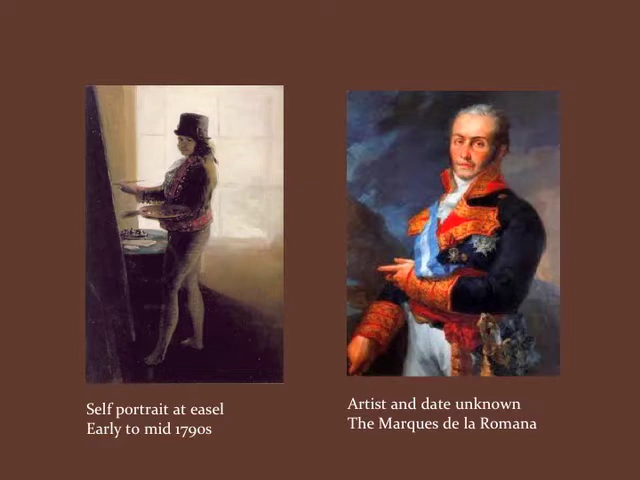 Self portrait at easel
Early to mid 1790s
Artist and date unknown
The Marques de la Romana